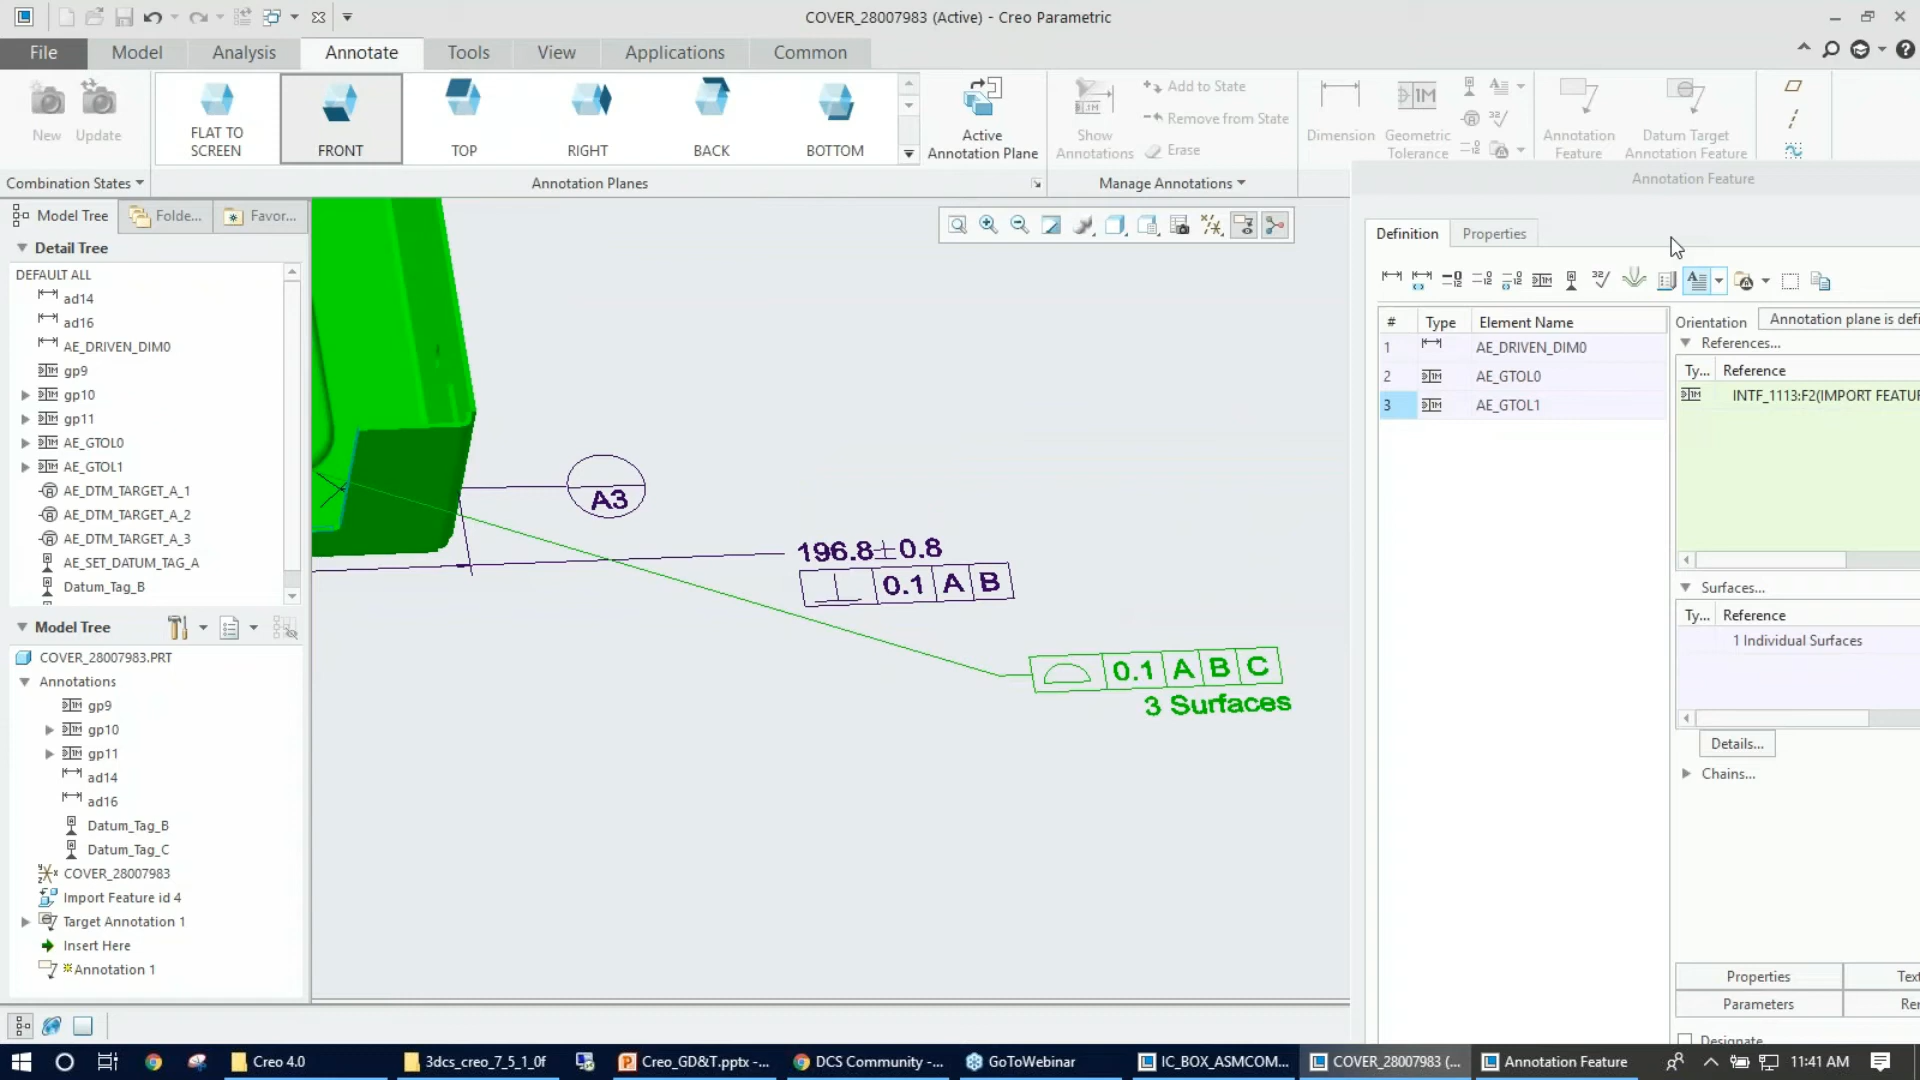 COVER_28007983 (Active) - Creo Parametric
File Model Analysis Annotate Tools View Applications Common
New Update
FLAT TO SCREEN
FRONT TOP RIGHT BACK BOTTOM
Active Annotation Plane
Show Annotations
Add to State
Remove from State
Erase
Dimension
Geometric Tolerance
Annotation Feature
Datum Target Annotation Feature
Combination States
Annotation Planes
Manage Annotations
Annotation Feature
Model Tree Folde... Favor...
Detail Tree
DEFAULT ALL
ad14
ad16
AE_DRIVEN_DIM0
gp9
gp10
gp11
AE_GTOL0
AE_GTOL1
AE_DTM_TARGET_A_1
AE_DTM_TARGET_A_2
AE_DTM_TARGET_A_3
AE_SET_DATUM_TAG_A
Datum_Tag_B
Model Tree
COVER_28007983.PRT
Annotations
gp9
gp10
gp11
ad14
ad16
Datum_Tag_B
Datum_Tag_C
COVER_28007983
Import Feature id 4
Target Annotation 1
Insert Here
Annotation 1
A3
196.8±0.8
0.1 A B
0.1 A B C
3 Surfaces
Definition Properties
# Type Element Name
1 AE_DRIVEN_DIM0
2 AE_GTOL0
3 AE_GTOL1
Orientation Annotation plane is defi
References...
Ty... Reference
INTF_1113:F2(IMPORT FEATUR
Surfaces...
Ty... Reference
1 Individual Surfaces
Details...
Chains...
Properties Tex
Parameters Re
Designate
Creo 4.0 3dcs_creo_7_5_1_0f Creo_GD&T.pptx -... DCS Community -... GoToWebinar IC_BOX_ASMCOM... COVER_28007983 (... Annotation Feature 11:41 AM